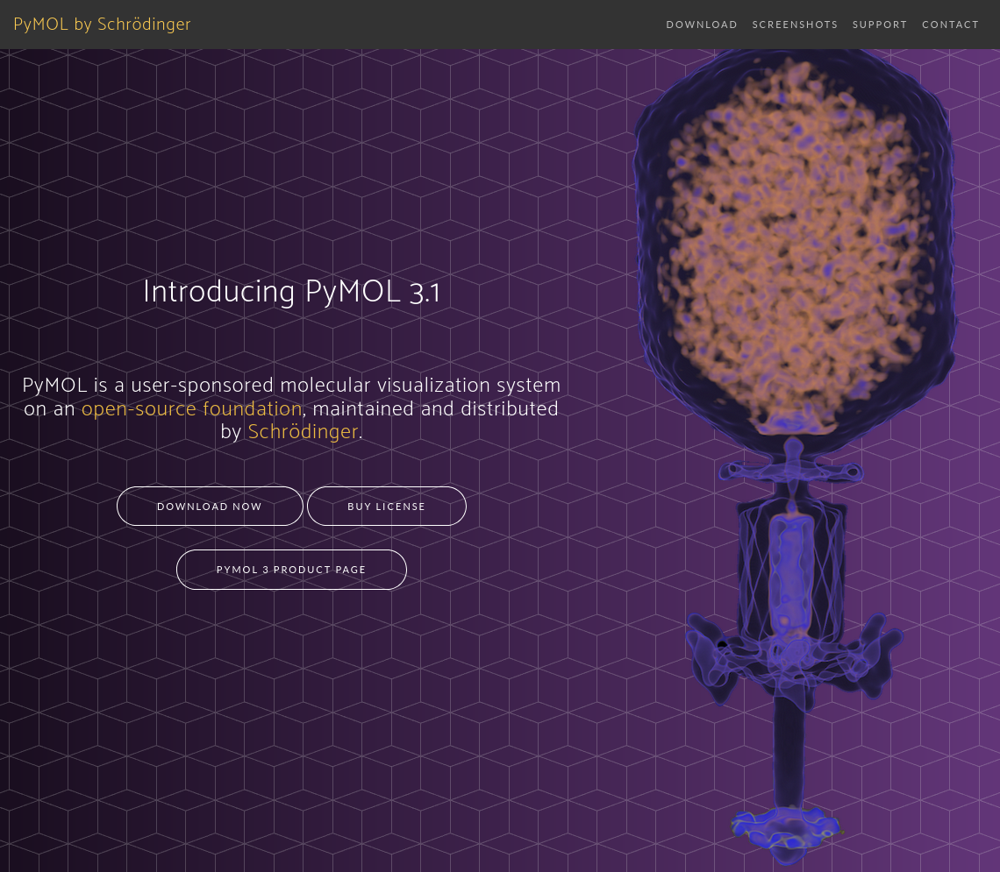 PyMOL by Schrödinger
DOWNLOAD SCREENSHOTS SUPPORT CONTACT
Introducing PyMOL 3.1
PyMOL is a user-sponsored molecular visualization system
on an open-source foundation, maintained and distributed
by Schrödinger.
DOWNLOAD NOW BUY LICENSE
PYMOL 3 PRODUCT PAGE